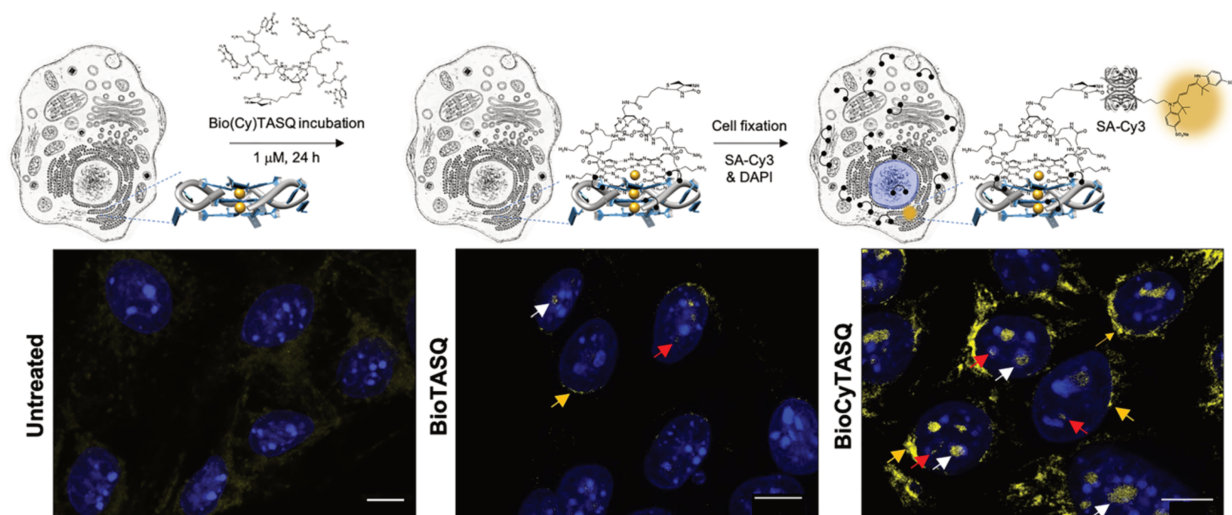 Bio(Cy)TASQ incubation
1 μM, 24 h
Cell fixation
SA-Cy3
& DAPI
SA-Cy3
Untreated
BioTASQ
BioCyTASQ